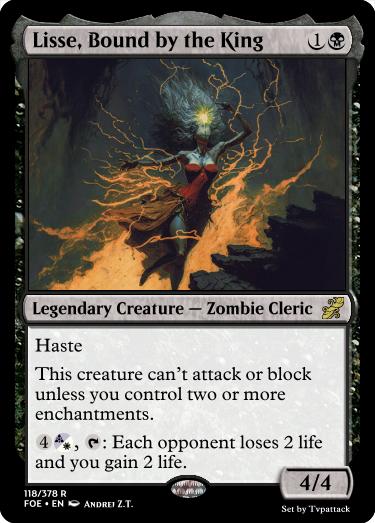 Lisse, Bound by the King 1
Legendary Creature — Zombie Cleric
Haste
This creature can't attack or block
unless you control two or more
enchantments.
4, : Each opponent loses 2 life
and you gain 2 life.
4/4
118/378 R
FOE • EN Andrej Z.T.
Set by Tvpattack